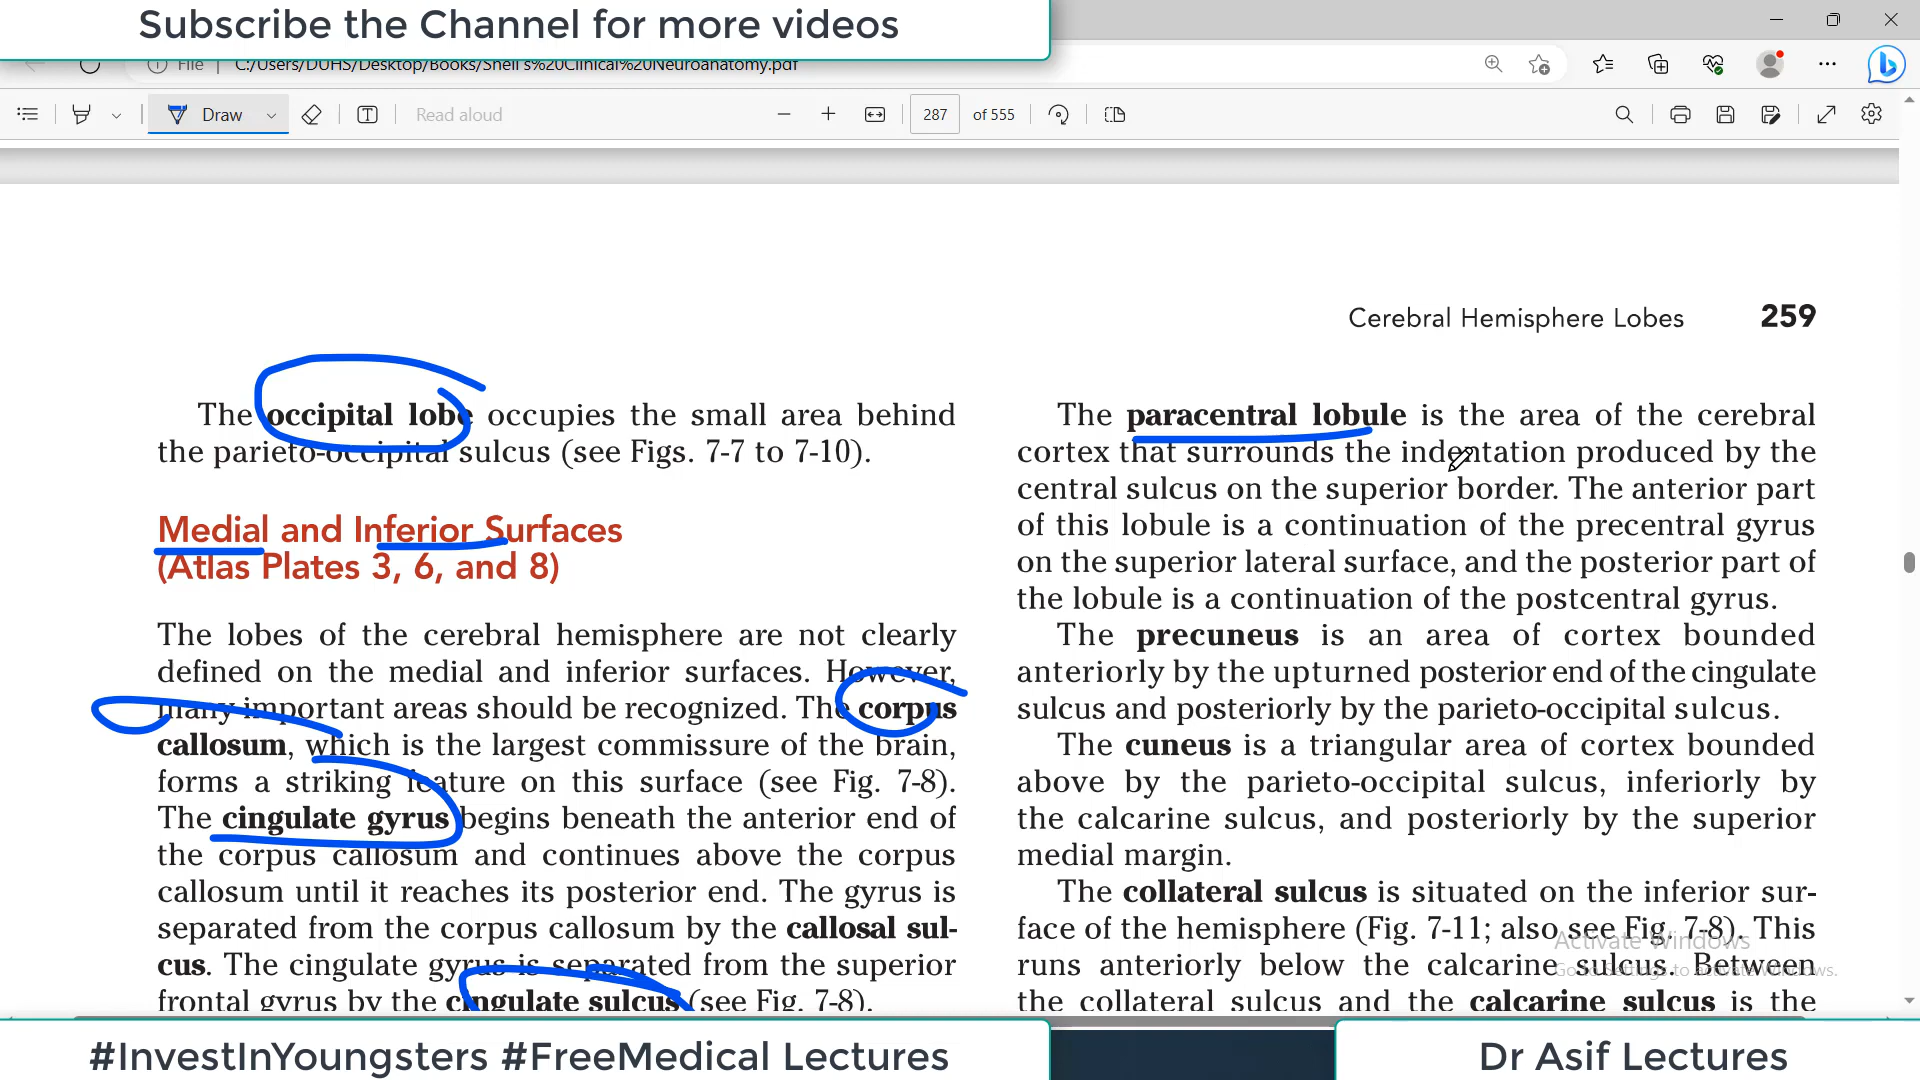 Subscribe the Channel for more videos
File C:/Users/DUHS/Desktop/Books/Snell's%20Clinical%20Neuroanatomy.pdf
Draw Read aloud 287 of 555
Cerebral Hemisphere Lobes 259
The occipital lobe occupies the small area behind
the parieto-occipital sulcus (see Figs. 7-7 to 7-10).
Medial and Inferior Surfaces
(Atlas Plates 3, 6, and 8)
The lobes of the cerebral hemisphere are not clearly
defined on the medial and inferior surfaces. However,
many important areas should be recognized. The corpus
callosum, which is the largest commissure of the brain,
forms a striking feature on this surface (see Fig. 7-8).
The cingulate gyrus begins beneath the anterior end of
the corpus callosum and continues above the corpus
callosum until it reaches its posterior end. The gyrus is
separated from the corpus callosum by the callosal sul-
cus. The cingulate gyrus is separated from the superior
frontal gyrus by the cingulate sulcus (see Fig. 7-8).
The paracentral lobule is the area of the cerebral
cortex that surrounds the indentation produced by the
central sulcus on the superior border. The anterior part
of this lobule is a continuation of the precentral gyrus
on the superior lateral surface, and the posterior part of
the lobule is a continuation of the postcentral gyrus.
The precuneus is an area of cortex bounded
anteriorly by the upturned posterior end of the cingulate
sulcus and posteriorly by the parieto-occipital sulcus.
The cuneus is a triangular area of cortex bounded
above by the parieto-occipital sulcus, inferiorly by
the calcarine sulcus, and posteriorly by the superior
medial margin.
The collateral sulcus is situated on the inferior sur-
face of the hemisphere (Fig. 7-11; also see Fig. 7-8). This
runs anteriorly below the calcarine sulcus. Between
the collateral sulcus and the calcarine sulcus is the
Activate Windows
Go to Settings to activate Windows.
#InvestInYoungsters #FreeMedical Lectures
Dr Asif Lectures